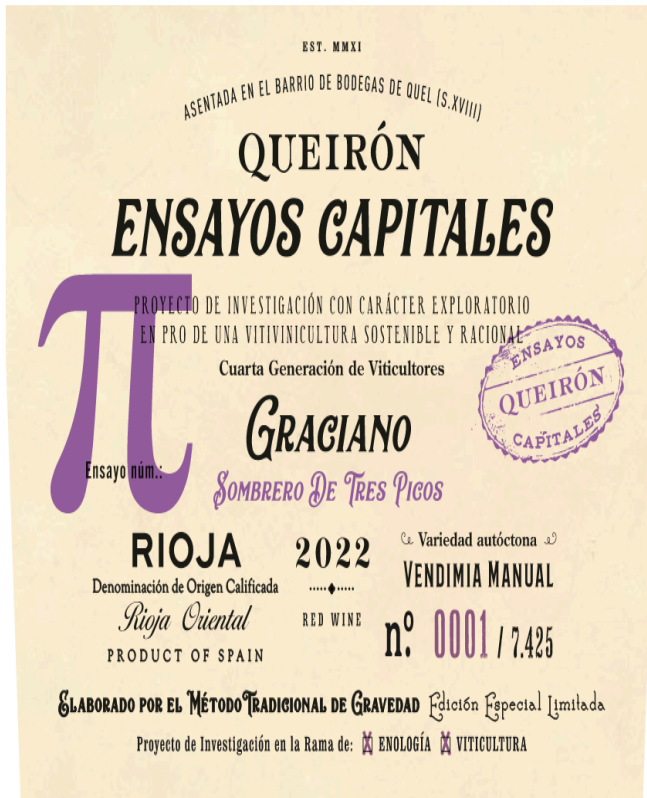 EST. MMXI
ASENTADA EN EL BARRIO DE BODEGAS DE QUEL (S.XVIII)
QUEIRÓN
ENSAYOS CAPITALES
PROYECTO DE INVESTIGACIÓN CON CARÁCTER EXPLORATORIO
EN PRO DE UNA VITIVINICULTURA SOSTENIBLE Y RACIONAL
Cuarta Generación de Viticultores
ENSAYOS
QUEIRÓN
CAPITALES
GRACIANO
Ensayo núm.:
π
SOMBRERO DE TRES PICOS
RIOJA
Denominación de Origen Calificada
Rioja Oriental
PRODUCT OF SPAIN
2022
RED WINE
Variedad autóctona
VENDIMIA MANUAL
nº 0001 / 7.425
ELABORADO POR EL MÉTODO TRADICIONAL DE GRAVEDAD Edición Especial Limitada
Proyecto de Investigación en la Rama de: X ENOLOGÍA X VITICULTURA